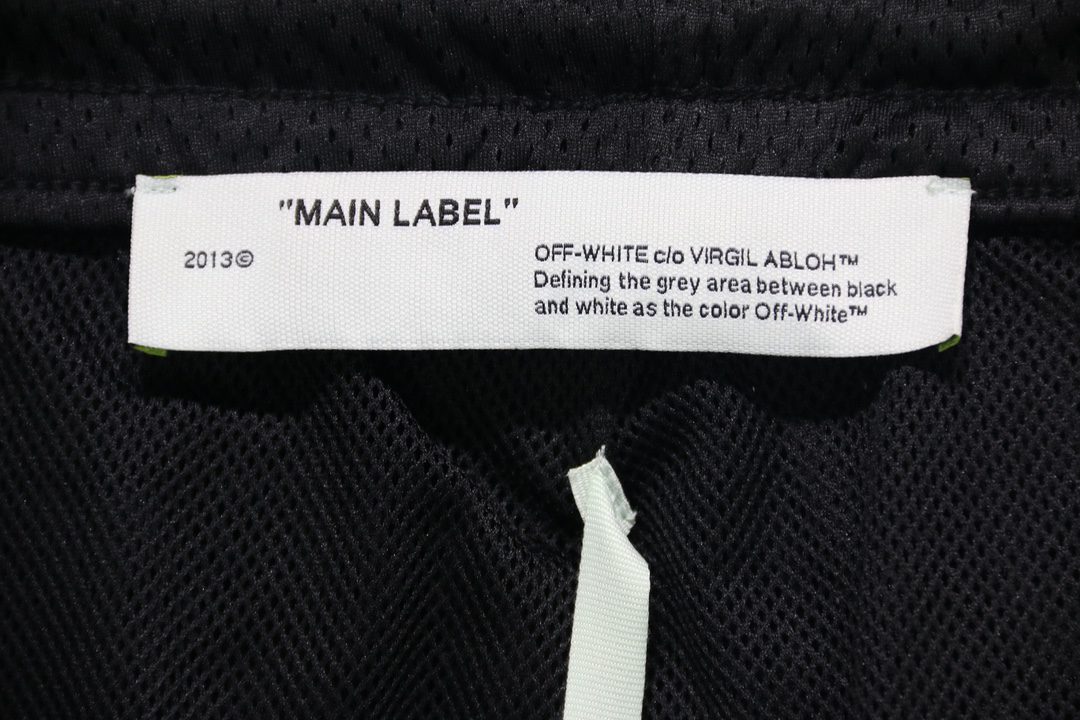 "MAIN LABEL"
2013©
OFF-WHITE c/o VIRGIL ABLOH™
Defining the grey area between black
and white as the color Off-White™